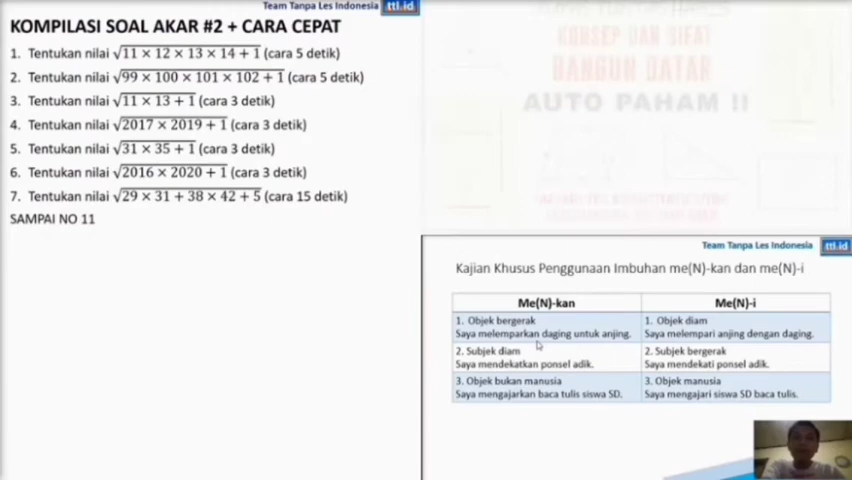 Team Tanpa Les Indonesia ttl.id
KOMPILASI SOAL AKAR #2 + CARA CEPAT
1. Tentukan nilai √11 × 12 × 13 × 14 + 1 (cara 5 detik)
2. Tentukan nilai √99 × 100 × 101 × 102 + 1 (cara 5 detik)
3. Tentukan nilai √11 × 13 + 1 (cara 3 detik)
4. Tentukan nilai √2017 × 2019 + 1 (cara 3 detik)
5. Tentukan nilai √31 × 35 + 1 (cara 3 detik)
6. Tentukan nilai √2016 × 2020 + 1 (cara 3 detik)
7. Tentukan nilai √29 × 31 + 38 × 42 + 5 (cara 15 detik)
SAMPAI NO 11
KONSEP DAN SIFAT
BANGUN DATAR
AUTO PAHAM !!
Team Tanpa Les Indonesia ttl.id
Kajian Khusus Penggunaan Imbuhan me(N)-kan dan me(N)-i
Me(N)-kan Me(N)-i
1. Objek bergerak 1. Objek diam
Saya melemparkan daging untuk anjing. Saya melempari anjing dengan daging.
2. Subjek diam 2. Subjek bergerak
Saya mendekatkan ponsel adik. Saya mendekati ponsel adik.
3. Objek bukan manusia 3. Objek manusia
Saya mengajarkan baca tulis siswa SD. Saya mengajari siswa SD baca tulis.